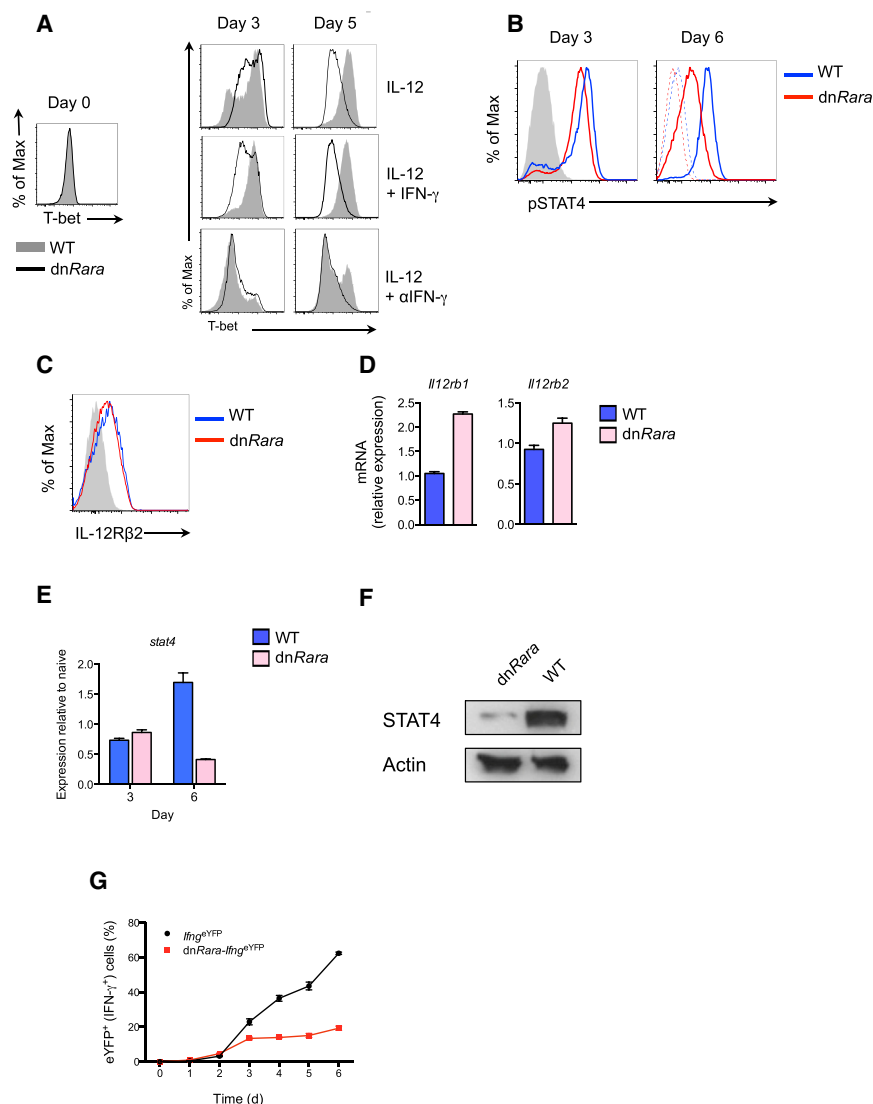 A
Day 0
% of Max
T-bet
WT
dnRara
Day 3
Day 5
IL-12
IL-12
+ IFN-γ
IL-12
+ αIFN-γ
% of Max
T-bet
B
Day 3
Day 6
WT
dnRara
% of Max
pSTAT4
C
WT
dnRara
% of Max
IL-12Rβ2
D
Il12rb1
Il12rb2
WT
dnRara
mRNA
(relative expression)
2.5
2.0
1.5
1.0
0.5
0.0
1.5
1.0
0.5
0.0
E
stat4
WT
dnRara
Expression relative to naive
2.0
1.5
1.0
0.5
0.0
3
6
Day
F
dnRara
WT
STAT4
Actin
G
Ifng^eYFP
dnRara-Ifng^eYFP
eYFP⁺ (IFN-γ⁺) cells (%)
80
60
40
20
0
0 1 2 3 4 5 6
Time (d)